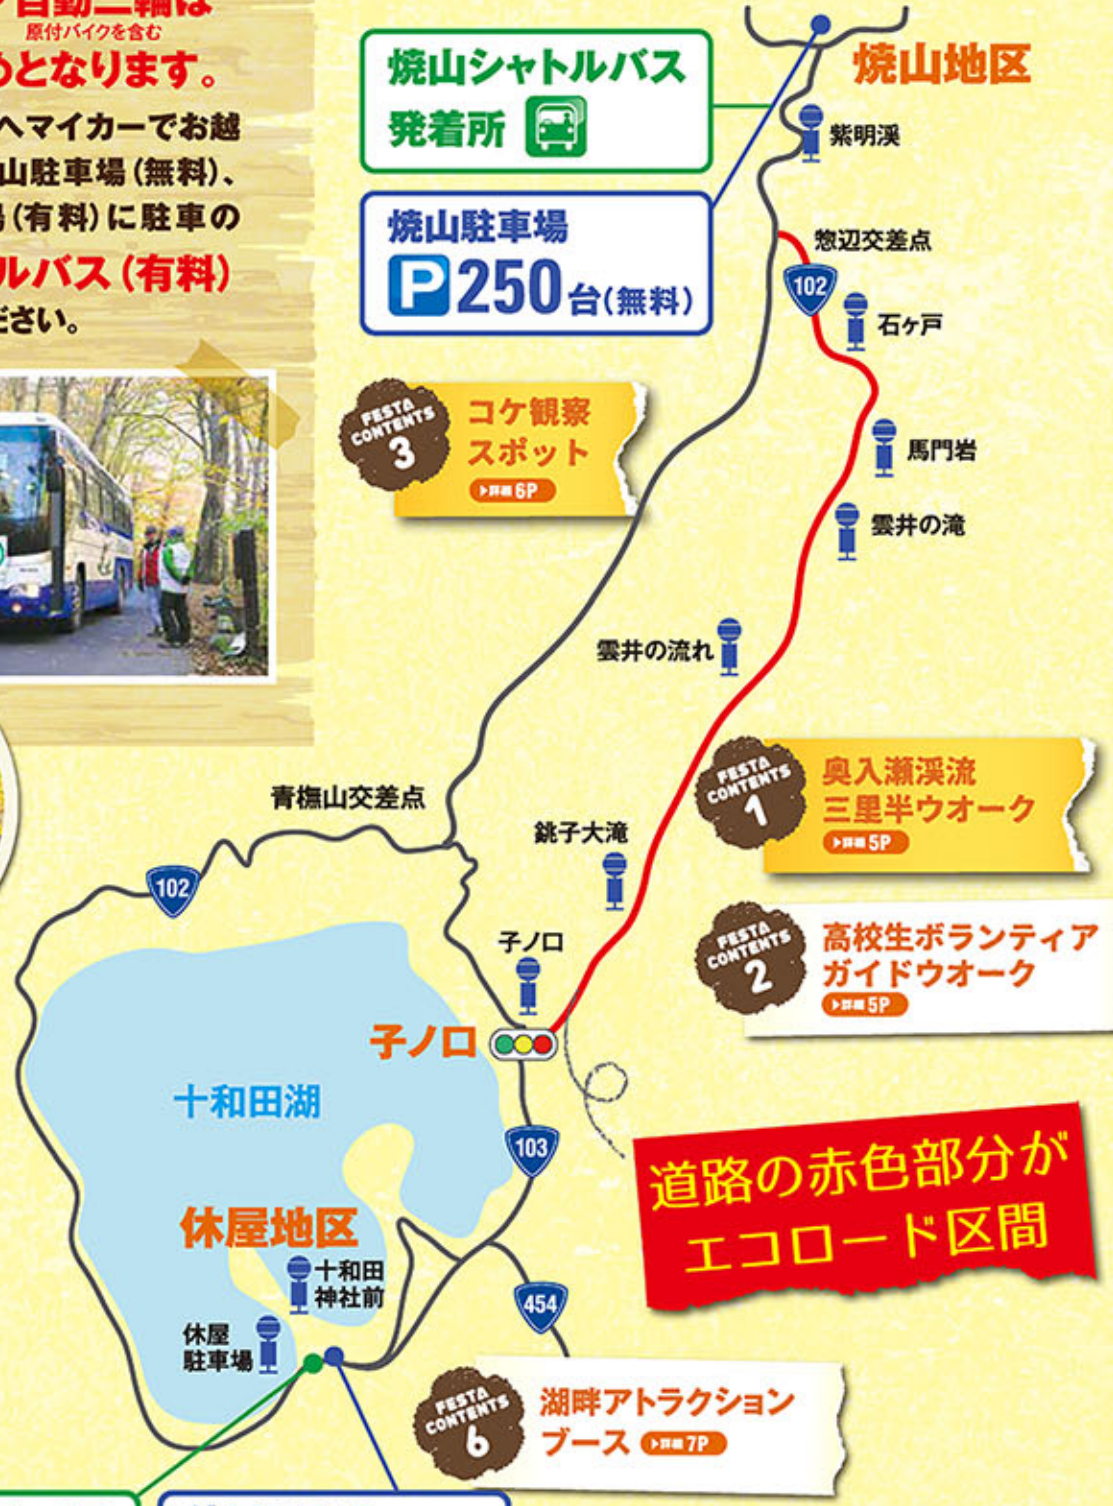 自動二輪は
原付バイクを含む
めとなります。
へマイカーでお越
山駐車場(無料)、
場(有料)に駐車の
ルバス(有料)
ださい。
焼山シャトルバス
発着所
焼山駐車場
P250台(無料)
焼山地区
紫明渓
惣辺交差点
102
石ヶ戸
馬門岩
雲井の滝
雲井の流れ
FESTA
CONTENTS
3
コケ観察
スポット
▶詳細6P
FESTA
CONTENTS
1
奥入瀬渓流
三里半ウオーク
▶詳細5P
青橅山交差点
102
銚子大滝
FESTA
CONTENTS
2
高校生ボランティア
ガイドウオーク
▶詳細5P
子ノ口
子ノ口
十和田湖
103
道路の赤色部分が
エコロード区間
休屋地区
十和田
神社前
休屋
駐車場
454
FESTA
CONTENTS
6
湖畔アトラクション
ブース ▶詳細7P